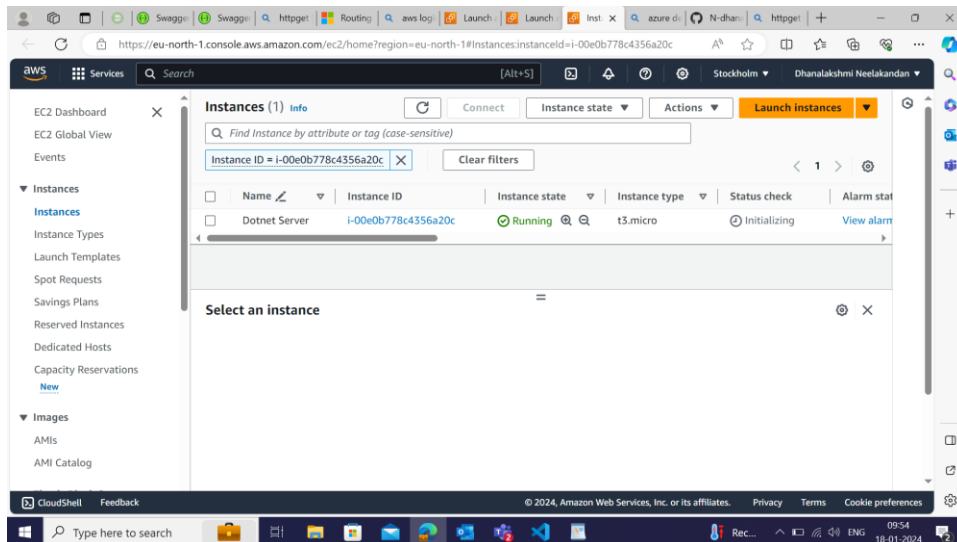 Swagge
Swagge
httpget
Routing
aws log
Launch
Launch
Inst
azure de
N-dhan
httpget
https://eu-north-1.console.aws.amazon.com/ec2/home?region=eu-north-1#Instances:instanceId=i-00e0b778c4356a20c
aws
Services
Search
[Alt+S]
Stockholm
Dhanalakshmi Neelakandan
EC2 Dashboard
EC2 Global View
Events
Instances
Instances
Instance Types
Launch Templates
Spot Requests
Savings Plans
Reserved Instances
Dedicated Hosts
Capacity Reservations
New
Images
AMIs
AMI Catalog
Instances (1) Info
Connect
Instance state
Actions
Launch instances
Find Instance by attribute or tag (case-sensitive)
Instance ID = i-00e0b778c4356a20c
Clear filters
1
Name
Instance ID
Instance state
Instance type
Status check
Alarm stat
Dotnet Server
i-00e0b778c4356a20c
Running
t3.micro
Initializing
View alarm
Select an instance
CloudShell
Feedback
© 2024, Amazon Web Services, Inc. or its affiliates.
Privacy
Terms
Cookie preferences
Type here to search
Rec...
ENG
09:54
18-01-2024